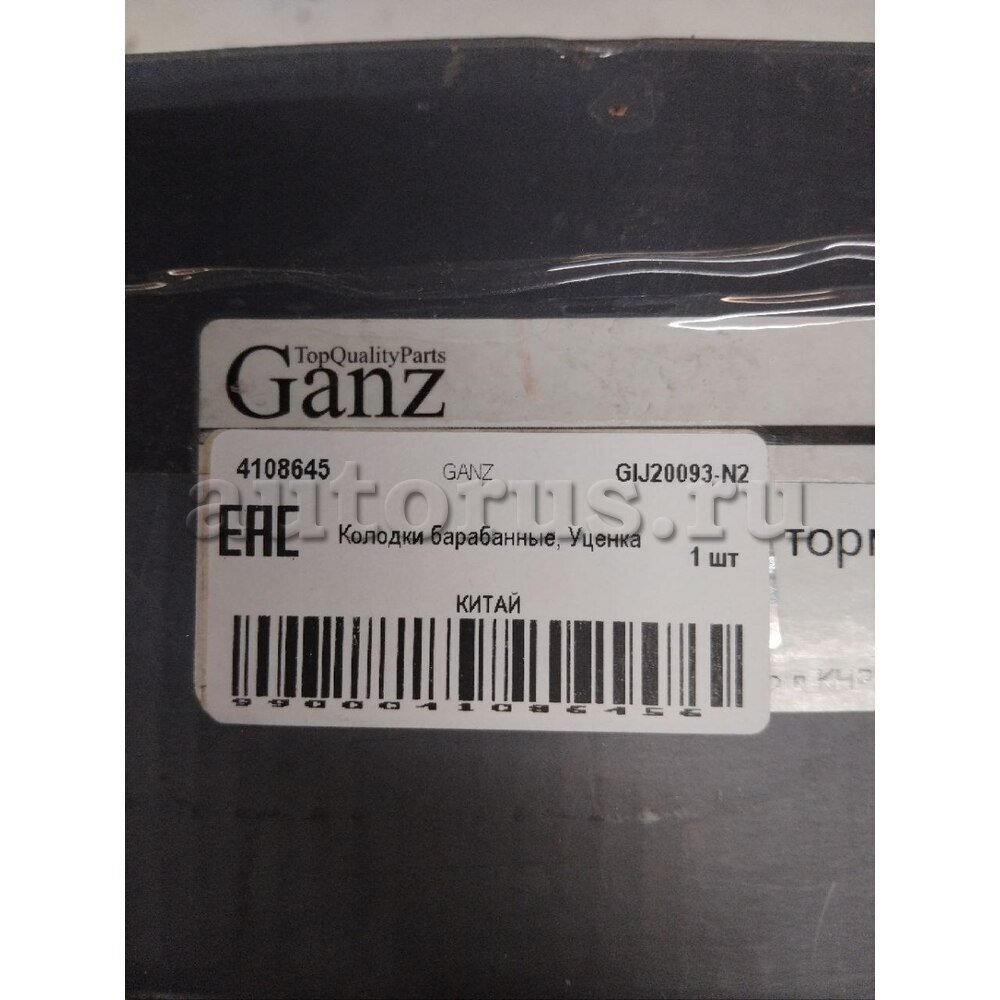 TopQualityParts
Ganz
4108645 GANZ GIJ20093-N2
autorus.ru
EAC Колодки барабанные, Уценка 1 шт
КИТАЙ
торм